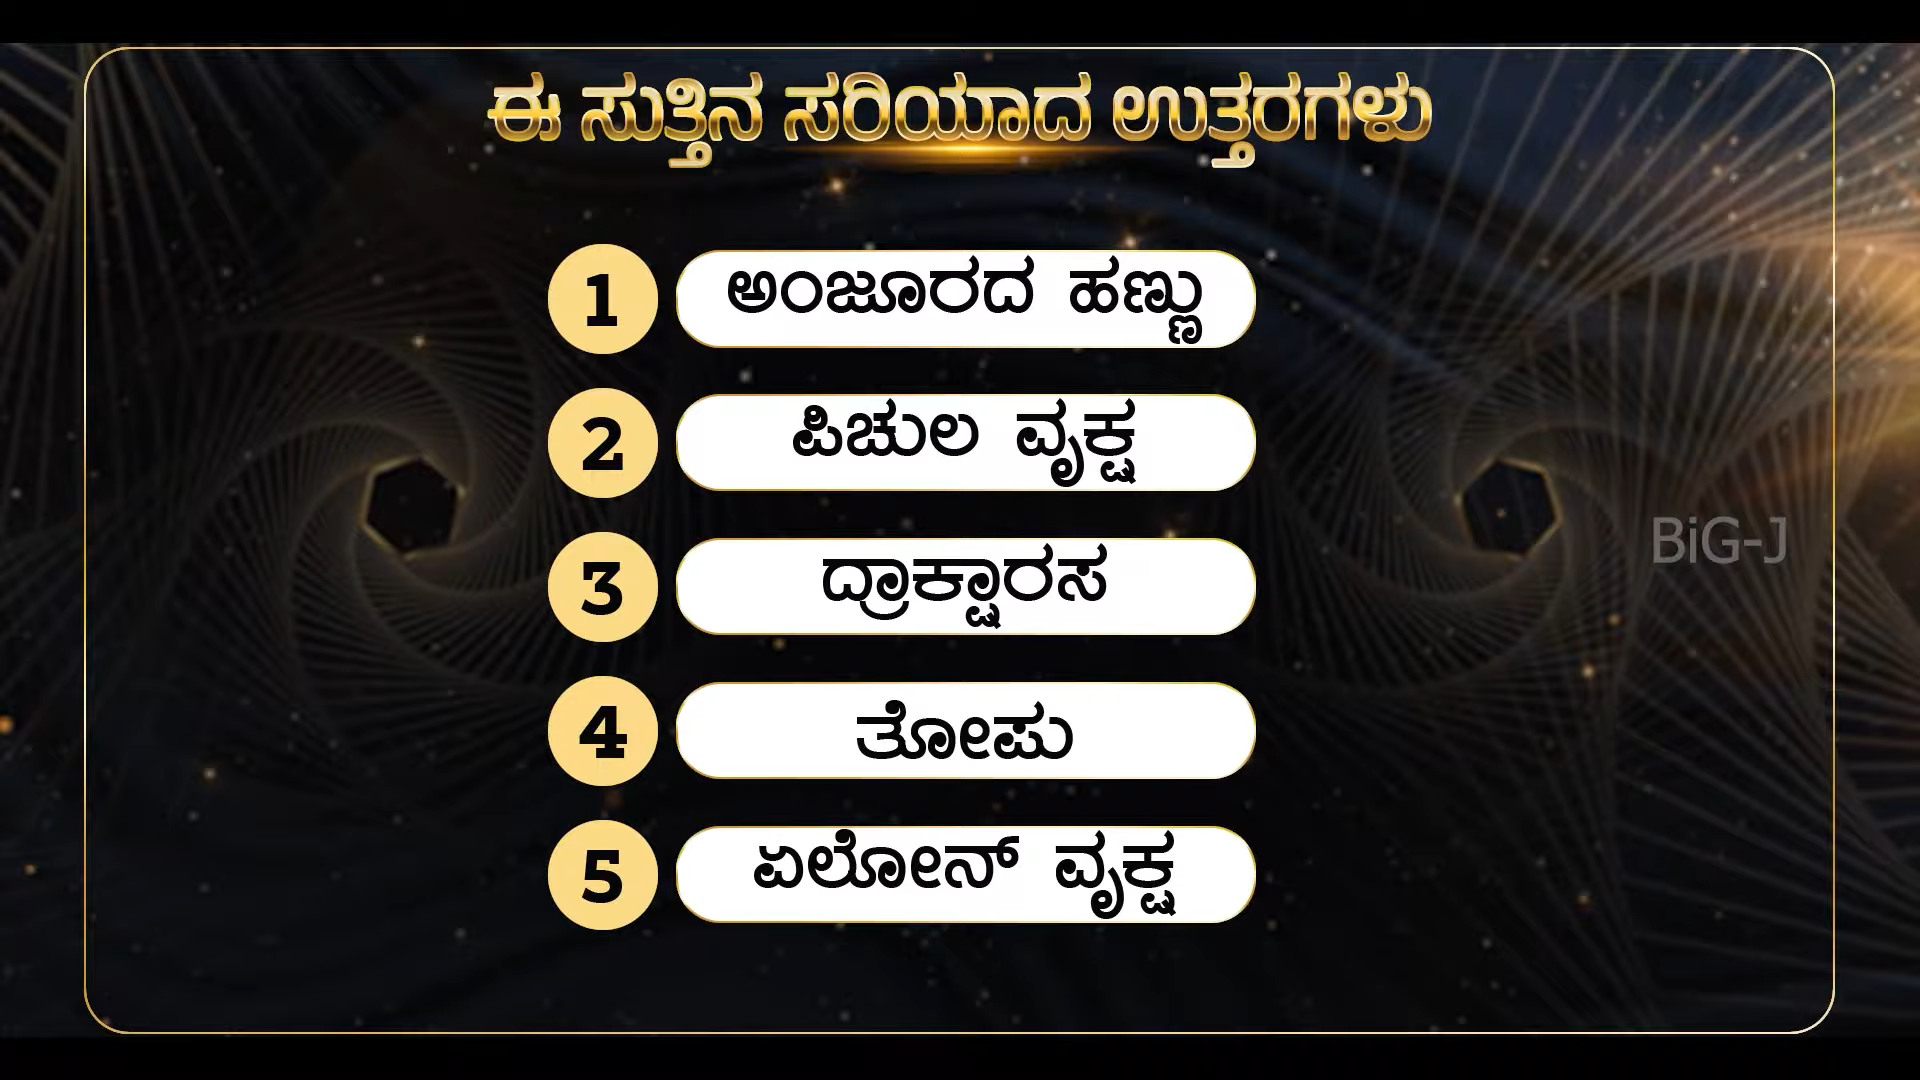 ಈ ಸುತ್ತಿನ ಸರಿಯಾದ ಉತ್ತರಗಳು
1 ಅಂಜೂರದ ಹಣ್ಣು
2 ಪಿಚುಲ ವೃಕ್ಷ
3 ದ್ರಾಕ್ಷಾರಸ
4 ತೋಪು
5 ಏಲೋನ್ ವೃಕ್ಷ
BiG-J